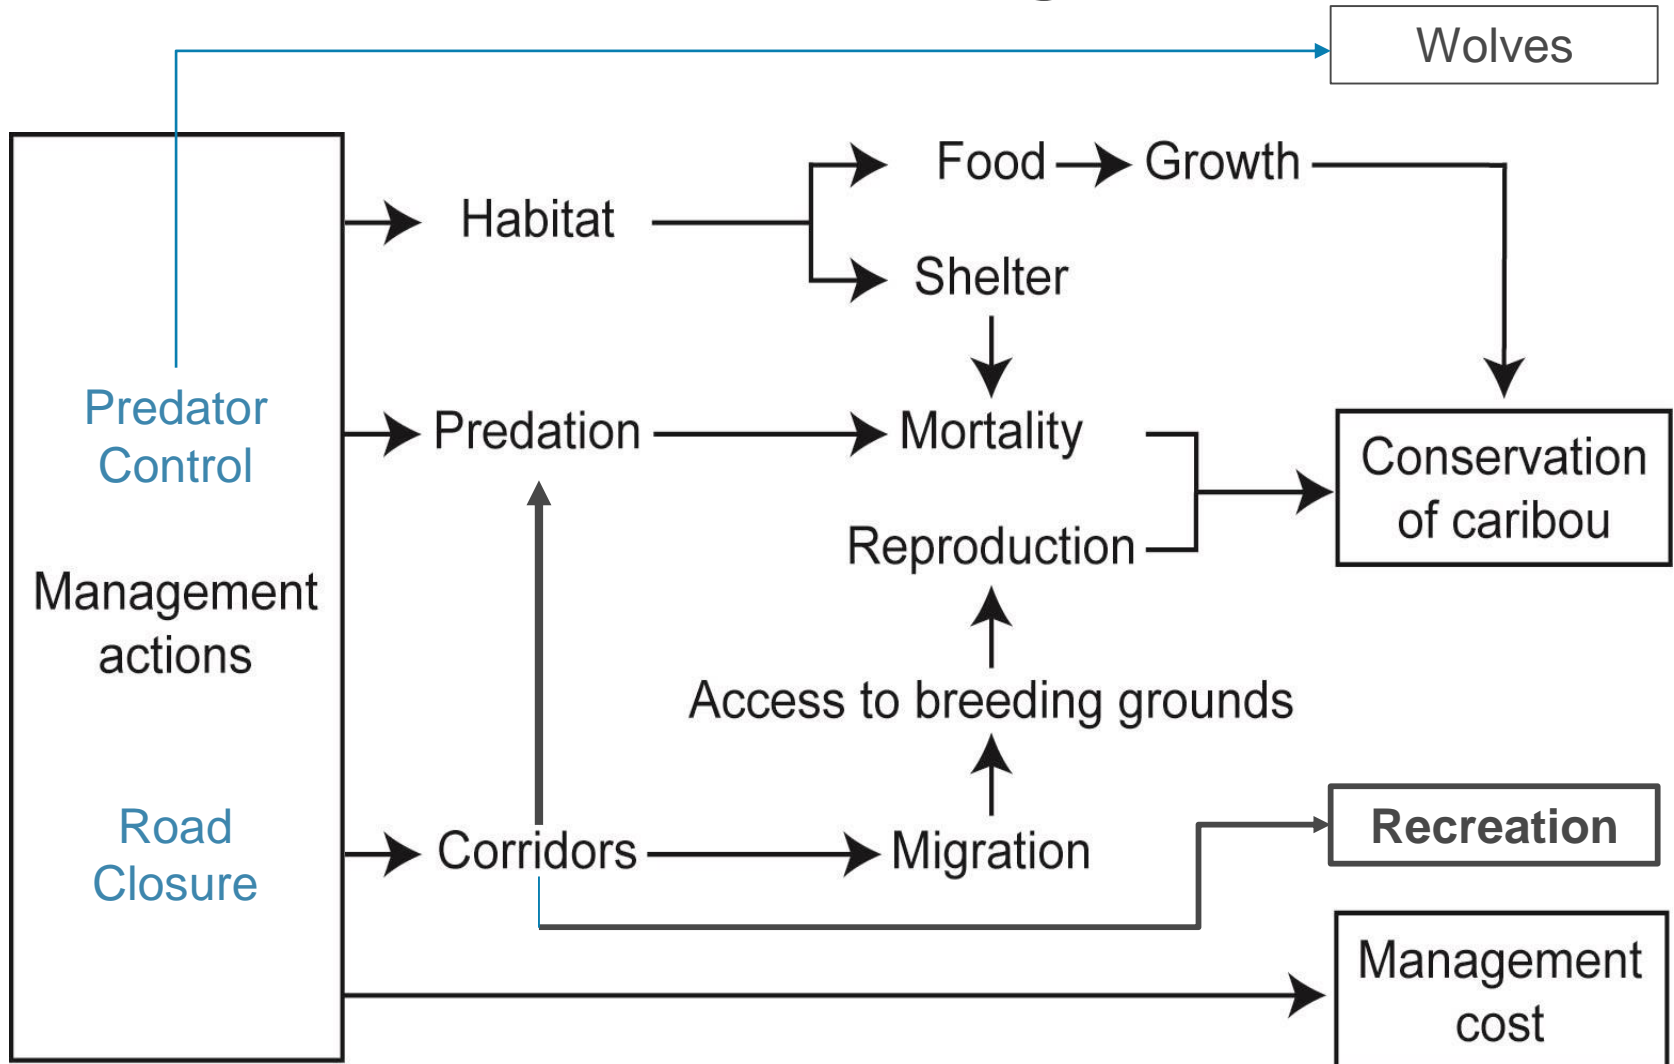 Wolves
Food
Growth
Habitat
Shelter
Predator
Control
Predation
Mortality
Conservation
of caribou
Reproduction
Management
actions
Access to breeding grounds
Road
Closure
Corridors
Migration
Recreation
Management
cost